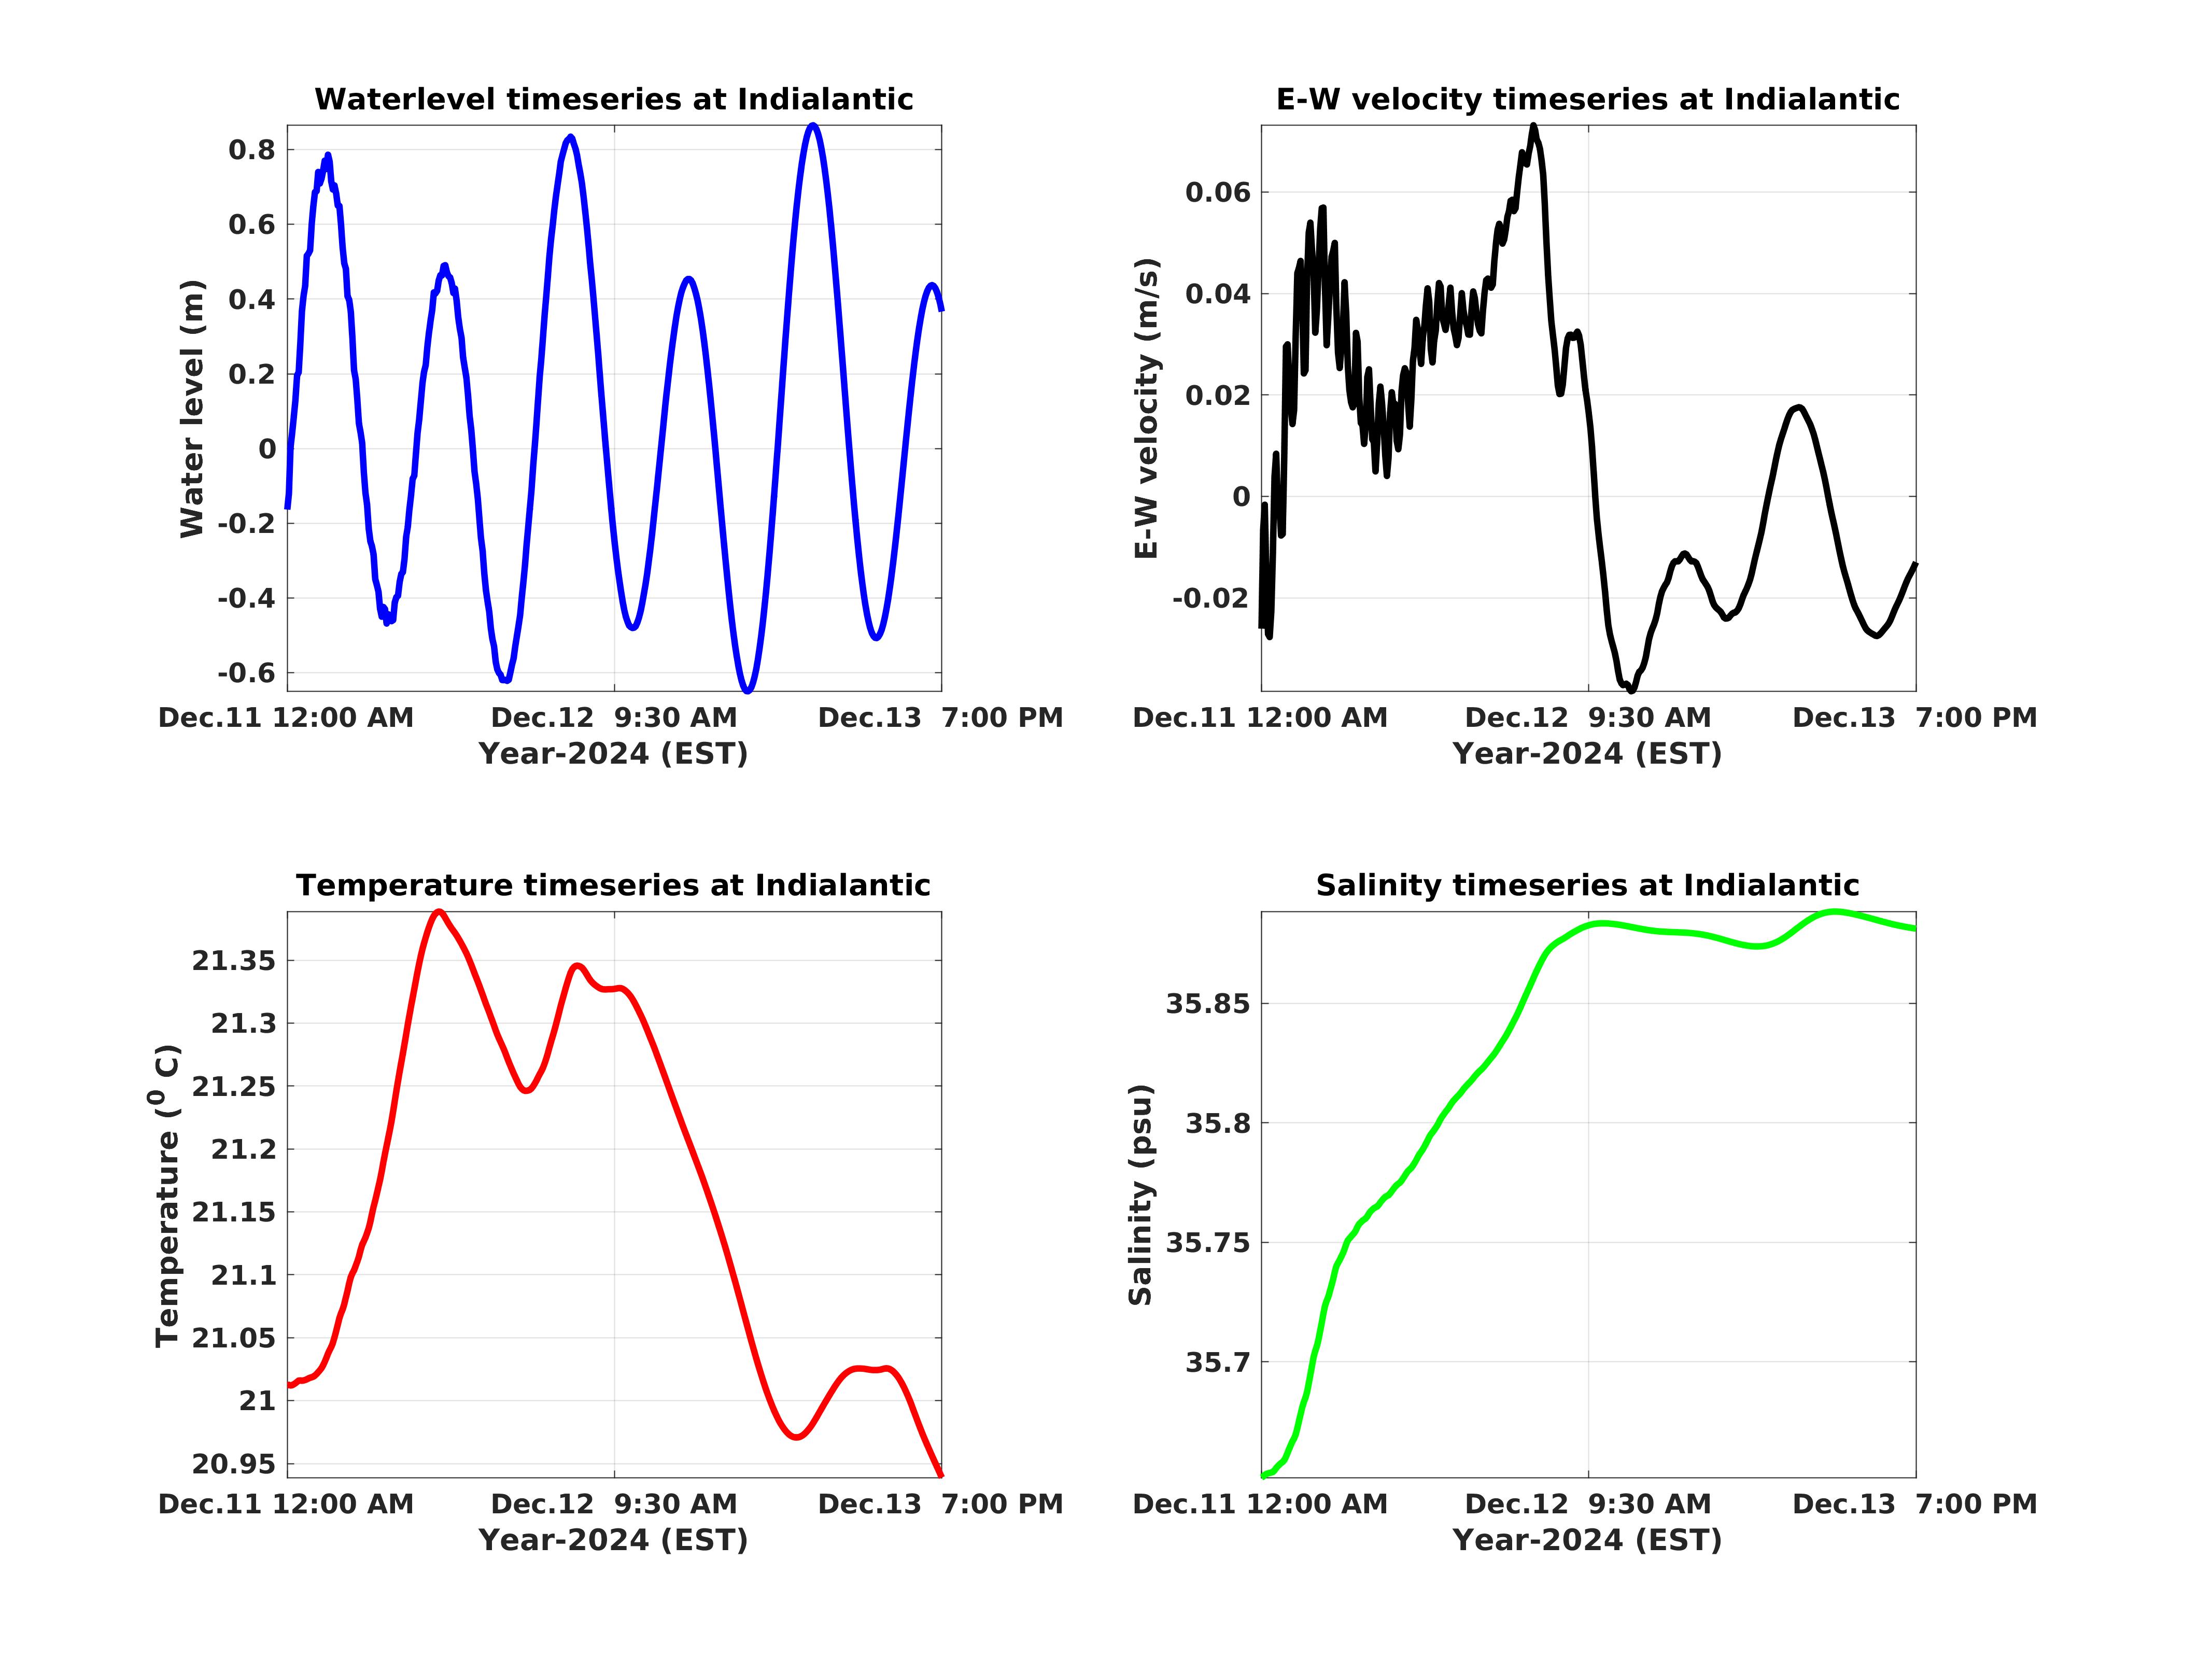 Waterlevel timeseries at Indialantic
0.8
0.6
0.4
0.2
0
-0.2
-0.4
-0.6
Water level (m)
Dec.11 12:00 AM Dec.12 9:30 AM Dec.13 7:00 PM
Year-2024 (EST)
E-W velocity timeseries at Indialantic
0.06
0.04
0.02
0
-0.02
E-W velocity (m/s)
Dec.11 12:00 AM Dec.12 9:30 AM Dec.13 7:00 PM
Year-2024 (EST)
Temperature timeseries at Indialantic
21.35
21.3
21.25
21.2
21.15
21.1
21.05
21
20.95
Temperature (⁰ C)
Dec.11 12:00 AM Dec.12 9:30 AM Dec.13 7:00 PM
Year-2024 (EST)
Salinity timeseries at Indialantic
35.85
35.8
35.75
35.7
Salinity (psu)
Dec.11 12:00 AM Dec.12 9:30 AM Dec.13 7:00 PM
Year-2024 (EST)